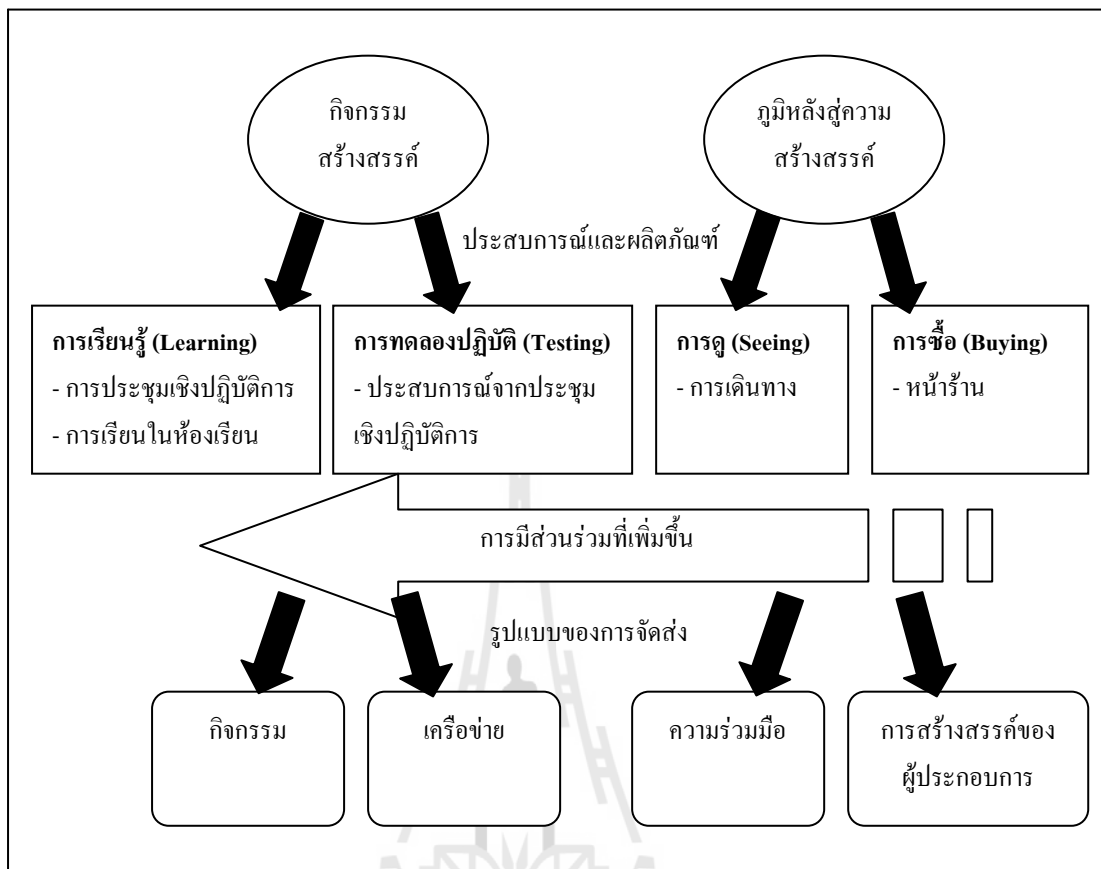 กิจกรรม
สร้างสรรค์
ภูมิหลังสู่ความ
สร้างสรรค์
ประสบการณ์และผลิตภัณฑ์
การเรียนรู้ (Learning)
- การประชุมเชิงปฏิบัติการ
- การเรียนในห้องเรียน
การทดลองปฏิบัติ (Testing)
- ประสบการณ์จากประชุม
เชิงปฏิบัติการ
การดู (Seeing)
- การเดินทาง
การซื้อ (Buying)
- หน้าร้าน
การมีส่วนร่วมที่เพิ่มขึ้น
รูปแบบของการจัดส่ง
กิจกรรม
เครือข่าย
ความร่วมมือ
การสร้างสรรค์ของ
ผู้ประกอบการ